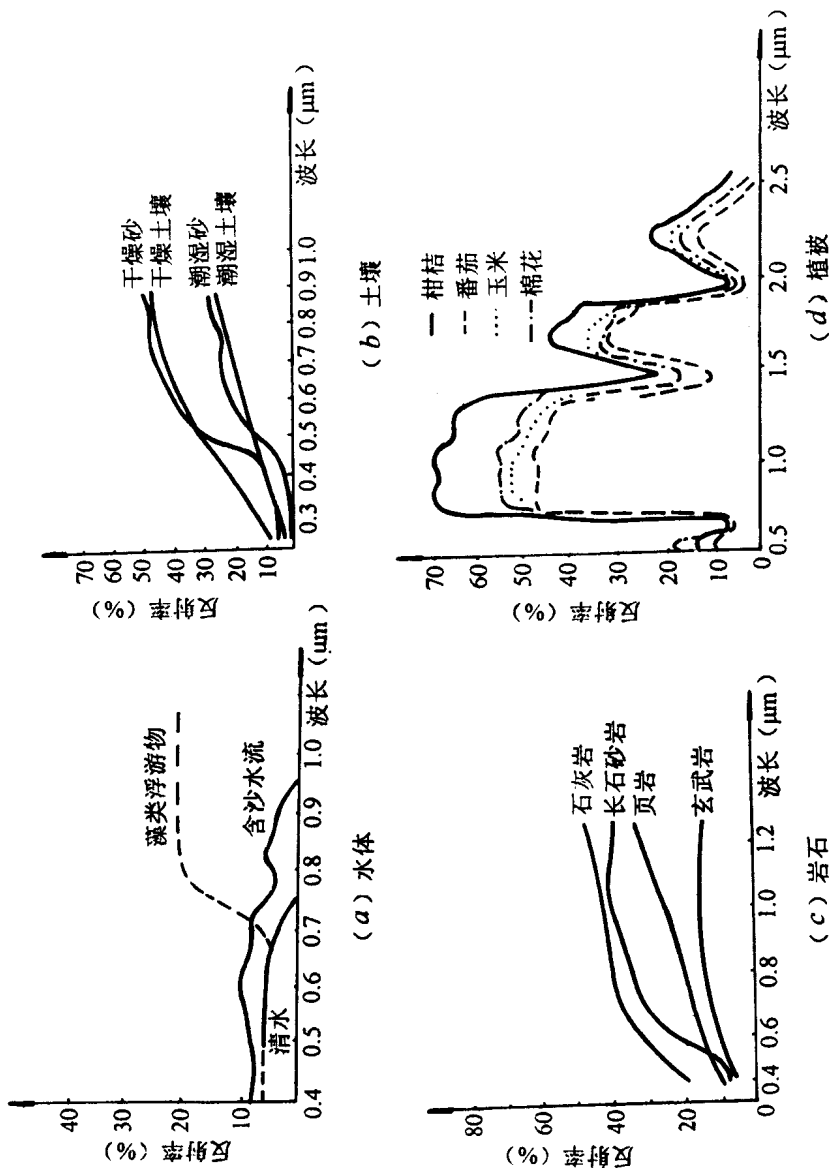 反射率(%)
40
30
20
10
0.4
0.5
0.6
0.7
0.8
0.9
1.0
波长(μm)
藻类浮游物
含沙水流
清水
(a)水体
反射率(%)
70
60
50
40
30
20
10
0.3
0.4
0.5
0.6
0.7
0.8
0.9
1.0
波长(μm)
干燥砂
干燥土壤
潮湿砂
潮湿土壤
(b)土壤
反射率(%)
80
60
40
20
0
0.4
0.6
0.8
1.0
1.2
波长(μm)
石灰岩
长石砂岩
页岩
玄武岩
(c)岩石
反射率(%)
70
60
50
40
30
20
10
0
0.5
1.0
1.5
2.0
2.5
波长(μm)
柑桔
番茄
玉米
棉花
(d)植被